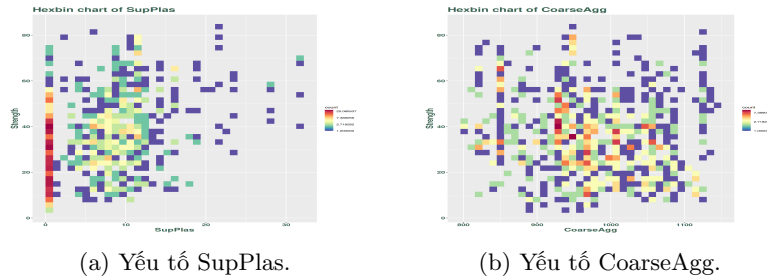 Hexbin chart of SupPlas
Strength
80
60
40
20
0
0
10
20
30
SupPlas
count
(a) Yếu tố SupPlas.
Hexbin chart of CoarseAgg
Strength
80
60
40
20
0
800
900
1000
1100
CoarseAgg
count
(b) Yếu tố CoarseAgg.